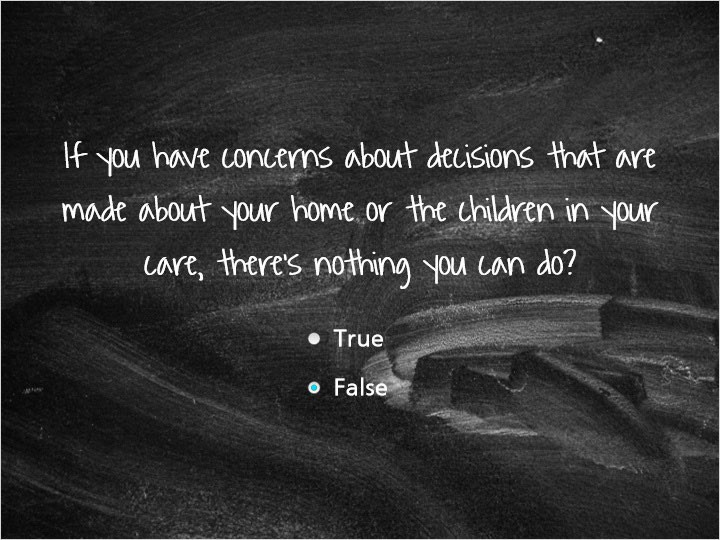 If you have concerns about decisions that are
made about your home or the children in your
care, there's nothing you can do?
True
False